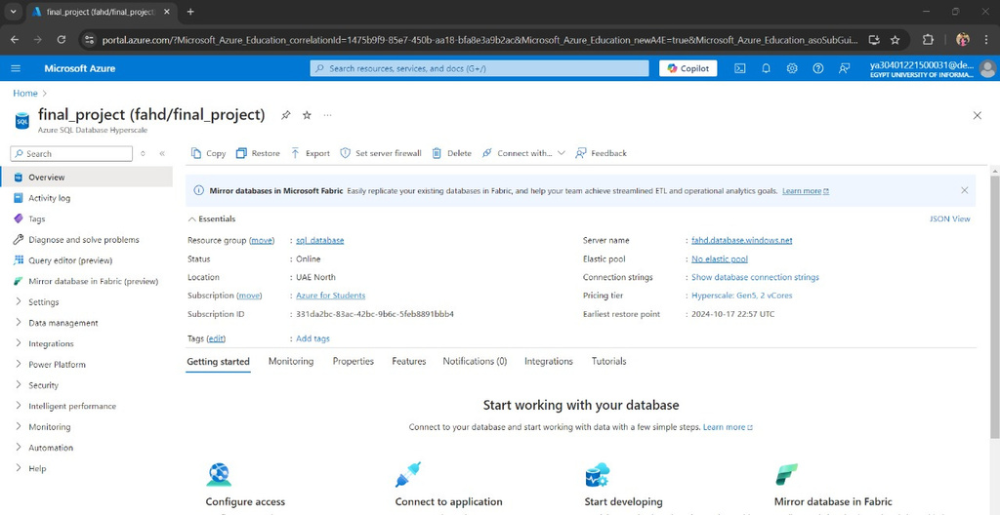 final_project (fahd/final_project)
portal.azure.com/?Microsoft_Azure_Education_correlationId=1475b9f9-85e7-450b-aa18-bfa8e3a9b2ac&Microsoft_Azure_Education_newA4E=true&Microsoft_Azure_Education_asoSubGui...
Microsoft Azure
Search resources, services, and docs (G+/)
Copilot
ya30401221500031@de...
EGYPT UNIVERSITY OF INFORMA...
Home
final_project (fahd/final_project)
SQL
Azure SQL Database Hyperscale
Search
Copy
Restore
Export
Set server firewall
Delete
Connect with...
Feedback
Overview
Activity log
Tags
Diagnose and solve problems
Query editor (preview)
Mirror database in Fabric (preview)
Settings
Data management
Integrations
Power Platform
Security
Intelligent performance
Monitoring
Automation
Help
Mirror databases in Microsoft Fabric Easily replicate your existing databases in Fabric, and help your team achieve streamlined ETL and operational analytics goals. Learn more
Essentials
JSON View
Resource group (move) : sql_database
Status : Online
Location : UAE North
Subscription (move) : Azure for Students
Subscription ID : 331da2bc-83ac-42bc-9b6c-5feb8891bbb4
Server name : fahd.database.windows.net
Elastic pool : No elastic pool
Connection strings : Show database connection strings
Pricing tier : Hyperscale: Gen5, 2 vCores
Earliest restore point : 2024-10-17 22:57 UTC
Tags (edit) : Add tags
Getting started
Monitoring
Properties
Features
Notifications (0)
Integrations
Tutorials
Start working with your database
Connect to your database and start working with data with a few simple steps. Learn more
Configure access
Connect to application
Start developing
Mirror database in Fabric